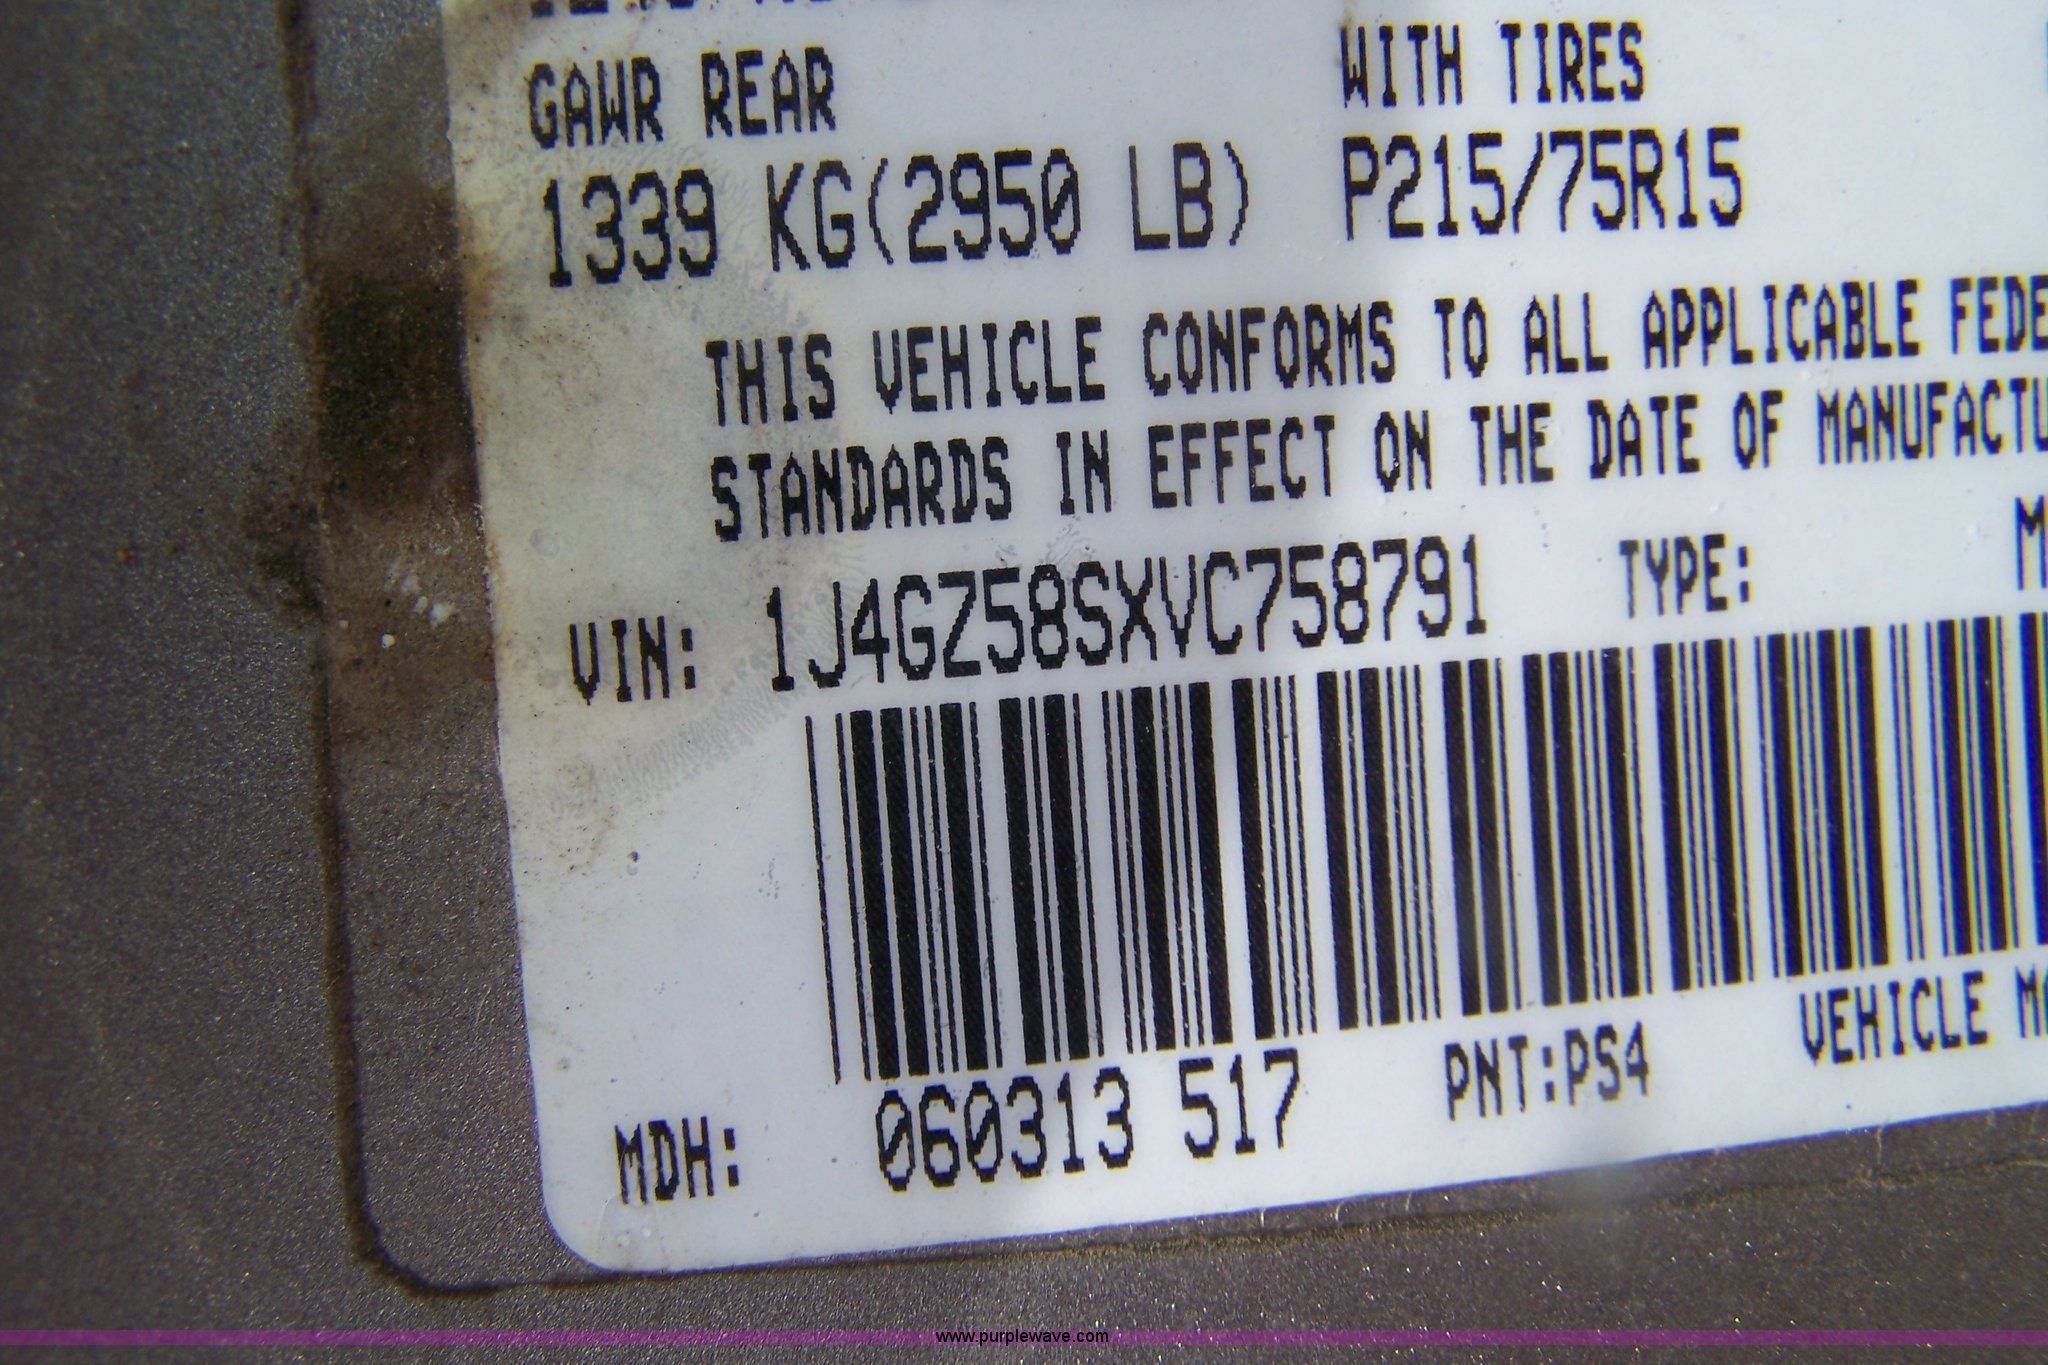 GAWR REAR WITH TIRES
1339 KG(2950 LB) P215/75R15
THIS VEHICLE CONFORMS TO ALL APPLICABLE FEDE
STANDARDS IN EFFECT ON THE DATE OF MANUFACTU
VIN: 1J4GZ58SXVC758791 TYPE: M
MDH: 060313 517 PNT:PS4 VEHICLE M
www.purplewave.com